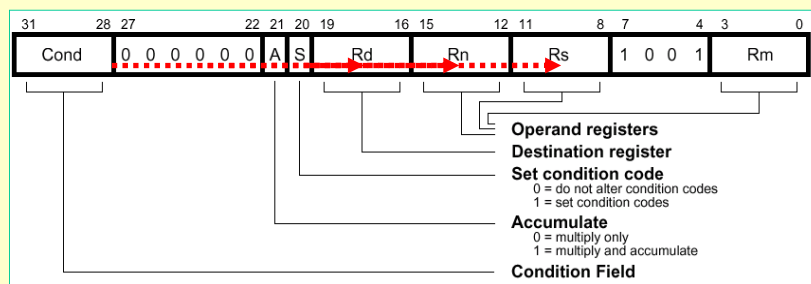 31 28 27 22 21 20 19 16 15 12 11 8 7 4 3 0
Cond 0 0 0 0 0 0 A S Rd Rn Rs 1 0 0 1 Rm
Operand registers
Destination register
Set condition code
0 = do not alter condition codes
1 = set condition codes
Accumulate
0 = multiply only
1 = multiply and accumulate
Condition Field